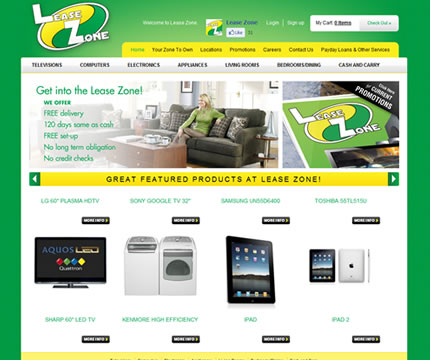 LEASE
ZONE
Welcome to Lease Zone
Lease Zone
Like
Login
Sign up
My Cart: 0 Items
Check Out »
Home
Your Zone To Own
Locations
Promotions
Careers
Contact Us
Payday Loans & Other Services
TELEVISIONS
COMPUTERS
ELECTRONICS
APPLIANCES
LIVING ROOMS
BEDROOMS/DINING
CASH AND CARRY
Get into the Lease Zone!
WE OFFER
FREE delivery
120 days same as cash
FREE set-up
No long term obligation
No credit checks
CURRENT
PROMOTIONS
LEASE
ZONE
GREAT FEATURED PRODUCTS AT LEASE ZONE!
LG 60" PLASMA HDTV
SONY GOOGLE TV 32"
SAMSUNG UN55D6400
TOSHIBA 55TL515U
MORE INFO
MORE INFO
MORE INFO
MORE INFO
AQUOS LED
Quattron
SHARP 60" LED TV
KENMORE HIGH EFFICIENCY
IPAD
IPAD 2
MORE INFO
MORE INFO
MORE INFO
MORE INFO